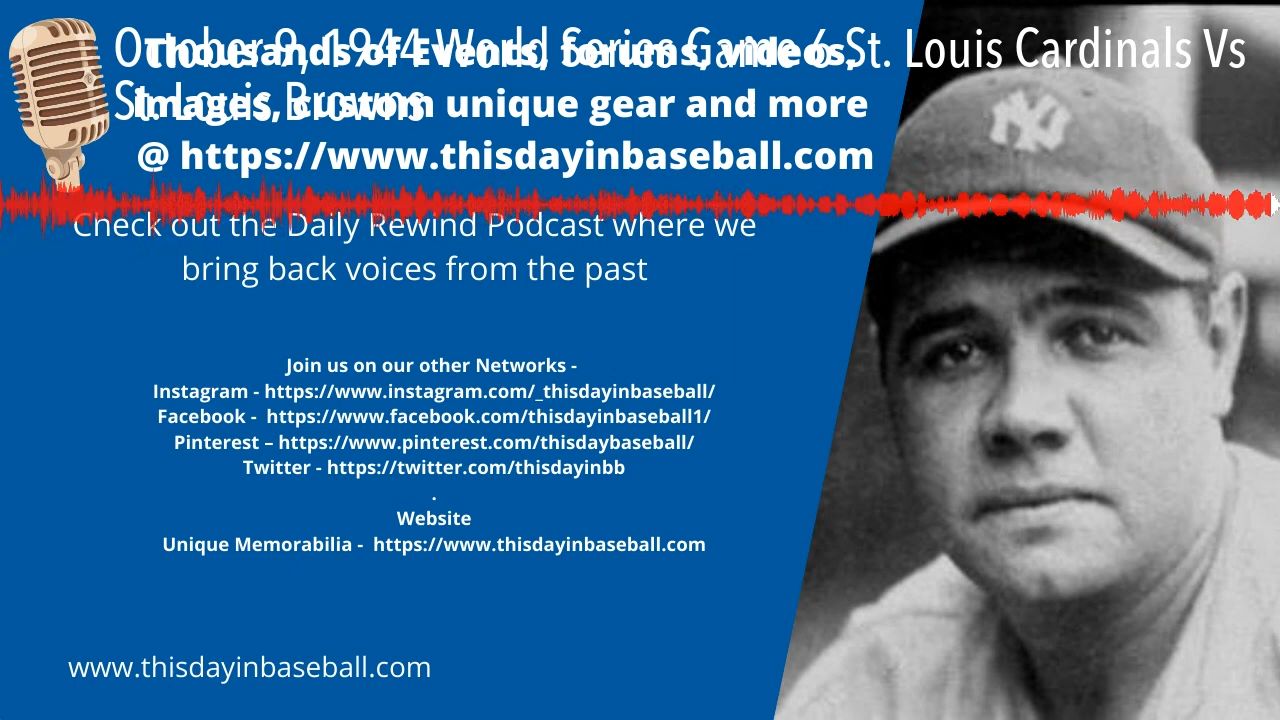 October 9, 1944 World Series Game 6 St. Louis Cardinals Vs
St. Louis Browns
Thousands of Events, forums, videos,
Images, custom unique gear and more
@ https://www.thisdayinbaseball.com
Check out the Daily Rewind Podcast where we
bring back voices from the past
Join us on our other Networks -
Instagram - https://www.instagram.com/_thisdayinbaseball/
Facebook -  https://www.facebook.com/thisdayinbaseball1/
Pinterest – https://www.pinterest.com/thisdaybaseball/
Twitter - https://twitter.com/thisdayinbb
.
Website
Unique Memorabilia -  https://www.thisdayinbaseball.com
www.thisdayinbaseball.com
NY